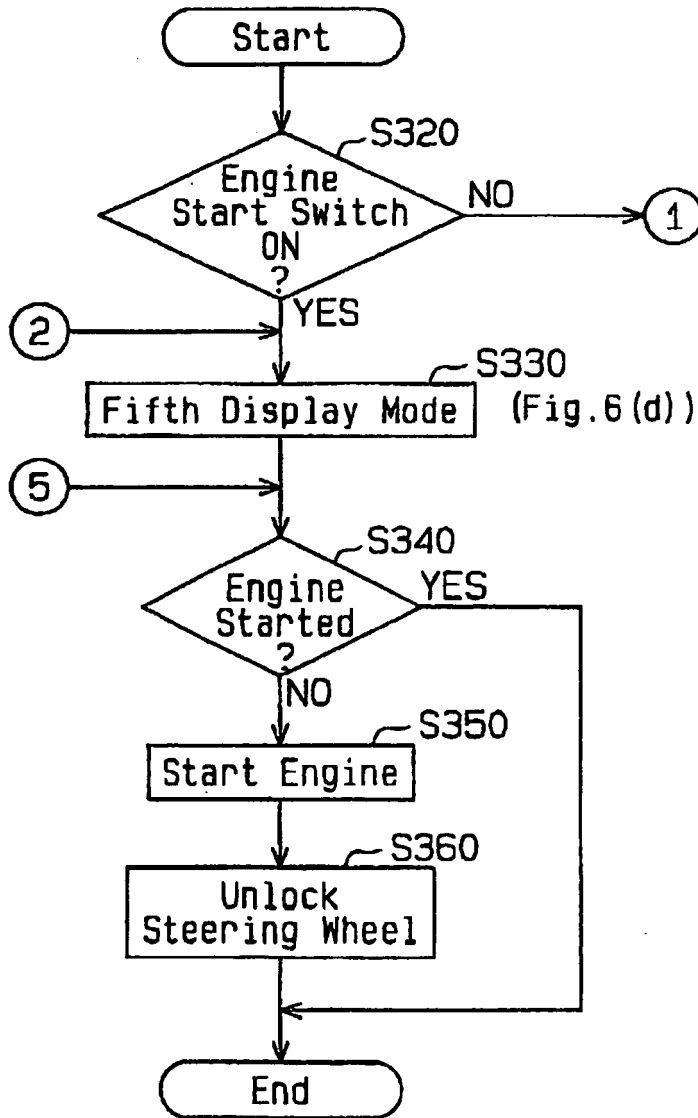 Start
S320
Engine
Start Switch
ON
?
NO
1
YES
2
S330
Fifth Display Mode (Fig.6(d))
5
S340
Engine
Started
?
YES
NO
S350
Start Engine
S360
Unlock
Steering Wheel
End